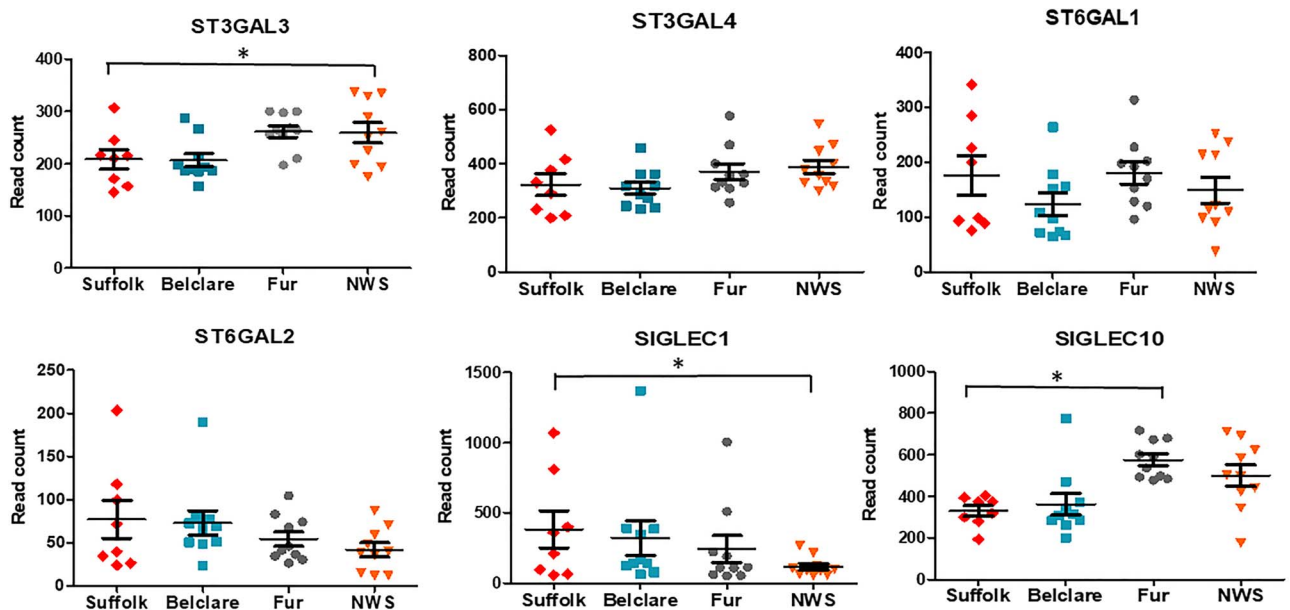 ST3GAL3
*
Read count
400
300
200
100
0
Suffolk Belclare Fur NWS
ST3GAL4
Read count
800
600
400
200
0
Suffolk Belclare Fur NWS
ST6GAL1
Read count
400
300
200
100
0
Suffolk Belclare Fur NWS
ST6GAL2
Read count
250
200
150
100
50
0
Suffolk Belclare Fur NWS
SIGLEC1
*
Read count
1500
1000
500
0
Suffolk Belclare Fur NWS
SIGLEC10
*
Read count
1000
800
600
400
200
0
Suffolk Belclare Fur NWS